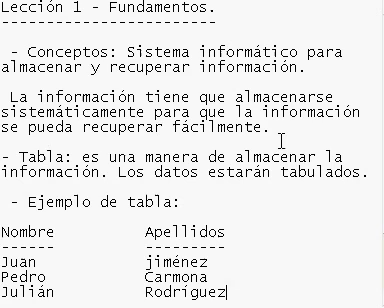 Lección 1 - Fundamentos.
------------------------
- Conceptos: Sistema informático para
almacenar y recuperar información.
La información tiene que almacenarse
sistemáticamente para que la información
se pueda recuperar fácilmente.
- Tabla: es una manera de almacenar la
información. Los datos estarán tabulados.
- Ejemplo de tabla:
Nombre Apellidos
------ ---------
Juan jiménez
Pedro Carmona
Julián Rodríguez